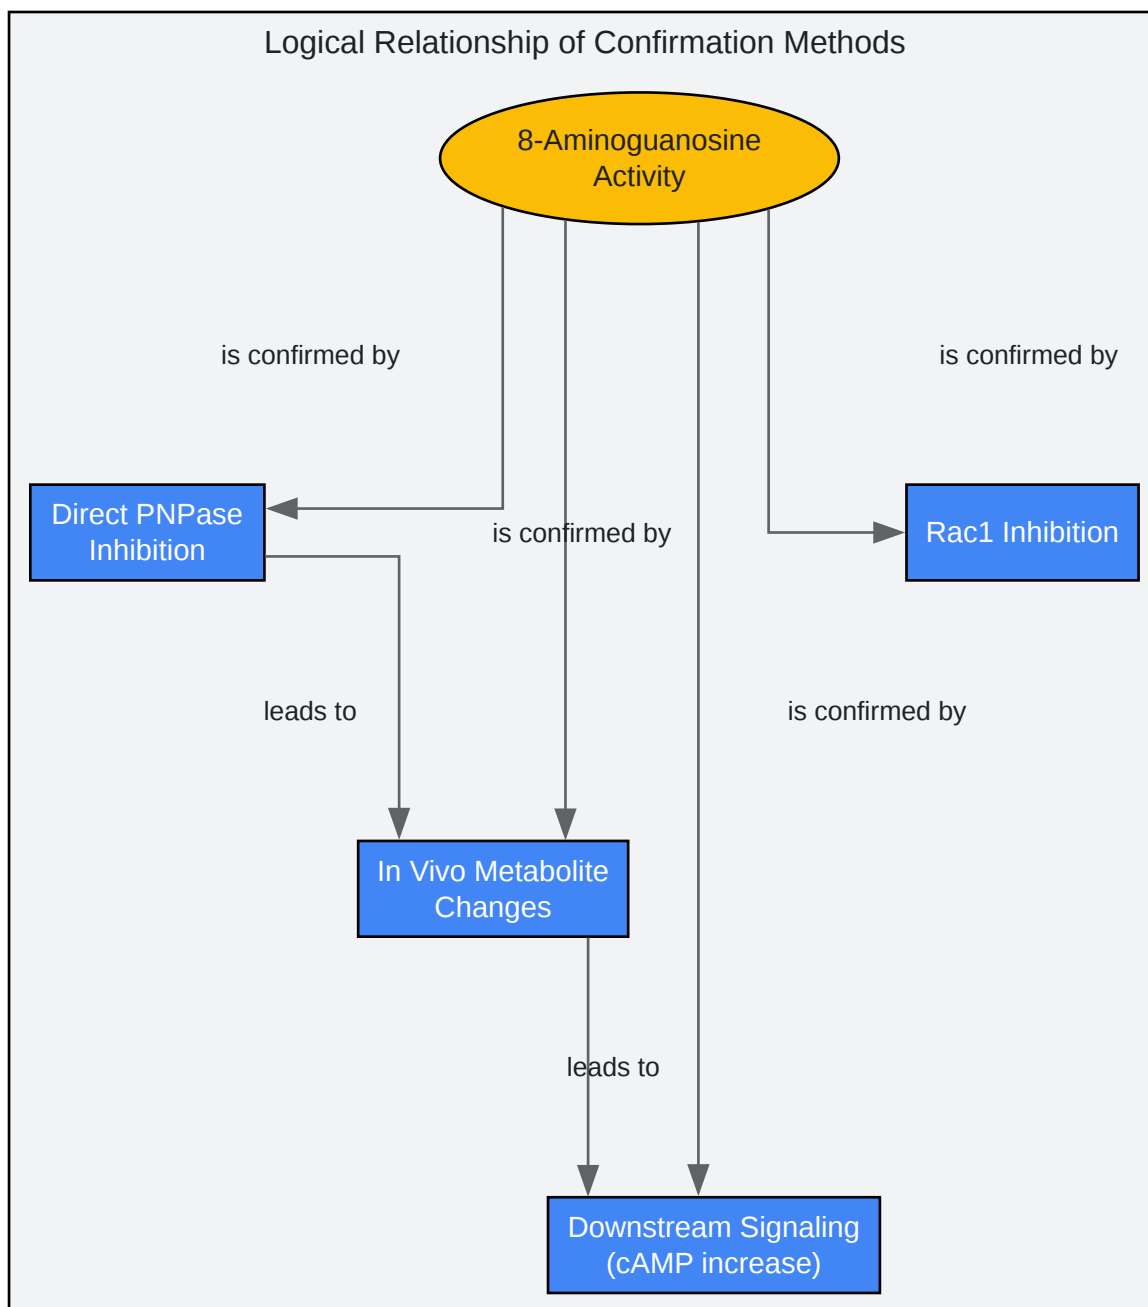 Logical Relationship of Confirmation Methods
8-Aminoguanosine
Activity
is confirmed by
is confirmed by
Direct PNPase
Inhibition
is confirmed by
Rac1 Inhibition
leads to
is confirmed by
In Vivo Metabolite
Changes
leads to
Downstream Signaling
(cAMP increase)